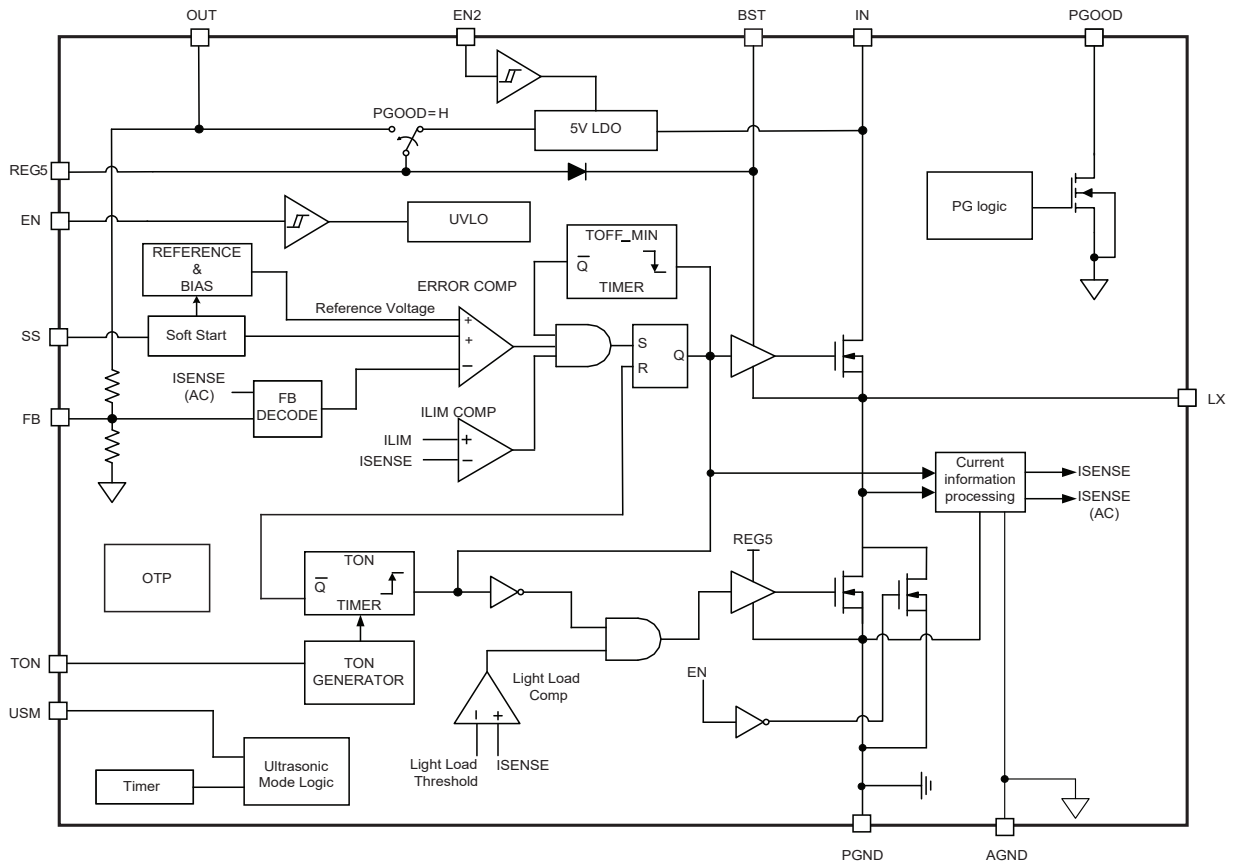 OUT
EN2
BST
IN
PGOOD
PGOOD=H
5V LDO
REG5
EN
UVLO
PG logic
TOFF_MIN
Q
TIMER
REFERENCE
&
BIAS
ERROR COMP
Reference Voltage
+
+
−
SS
Soft Start
S
R
Q
ISENSE
(AC)
FB
DECODE
FB
LX
ILIM COMP
ILIM
+
ISENSE
−
Current
information
processing
ISENSE
ISENSE
(AC)
OTP
REG5
TON
Q
TIMER
TON
TON
GENERATOR
Light Load
Comp
−
+
Light Load
Threshold
ISENSE
EN
USM
Ultrasonic
Mode Logic
Timer
PGND
AGND